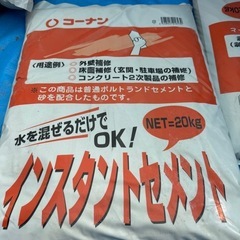 コーナン
〈用途例〉
○外壁補修
○床面補修(玄関・駐車場の補修)
○コンクリート2次製品の補修
※この商品は普通ポルトランドセメントと
砂を配合したものです。
水を混ぜるだけで
OK!
NET=20kg
インスタントセメント